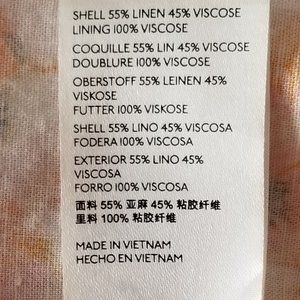 SHELL 55% LINEN 45% VISCOSE
LINING 100% VISCOSE
COQUILLE 55% LIN 45% VISCOSE
DOUBLURE 100% VISCOSE
OBERSTOFF 55% LEINEN 45%
VISKOSE
FUTTER 100% VISKOSE
SHELL 55% LINO 45% VISCOSA
FODERA 100% VISCOSA
EXTERIOR 55% LINO 45%
VISCOSA
FORRO 100% VISCOSA
面料 55% 亚麻 45% 粘胶纤维
里料 100% 粘胶纤维
MADE IN VIETNAM
HECHO EN VIETNAM